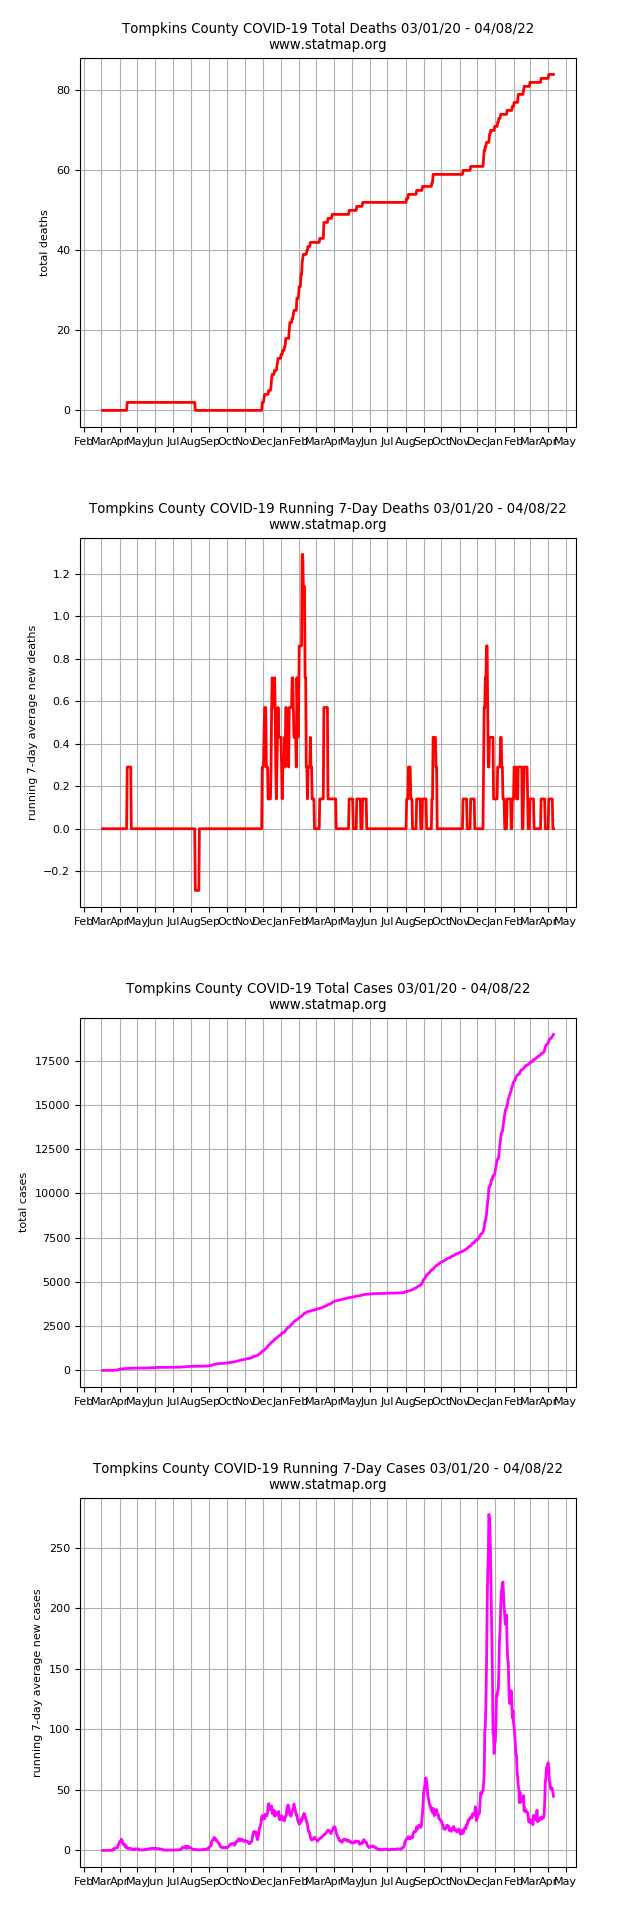 Tompkins County COVID-19 Total Deaths 03/01/20 - 04/08/22
www.statmap.org
80
60
40
20
0
total deaths
Feb Mar Apr May Jun Jul Aug Sep Oct Nov Dec Jan Feb Mar Apr May Jun Jul Aug Sep Oct Nov Dec Jan Feb Mar Apr May
Tompkins County COVID-19 Running 7-Day Deaths 03/01/20 - 04/08/22
www.statmap.org
1.2
1.0
0.8
0.6
0.4
0.2
0.0
−0.2
running 7-day average new deaths
Feb Mar Apr May Jun Jul Aug Sep Oct Nov Dec Jan Feb Mar Apr May Jun Jul Aug Sep Oct Nov Dec Jan Feb Mar Apr May
Tompkins County COVID-19 Total Cases 03/01/20 - 04/08/22
www.statmap.org
17500
15000
12500
10000
7500
5000
2500
0
total cases
Feb Mar Apr May Jun Jul Aug Sep Oct Nov Dec Jan Feb Mar Apr May Jun Jul Aug Sep Oct Nov Dec Jan Feb Mar Apr May
Tompkins County COVID-19 Running 7-Day Cases 03/01/20 - 04/08/22
www.statmap.org
250
200
150
100
50
0
running 7-day average new cases
Feb Mar Apr May Jun Jul Aug Sep Oct Nov Dec Jan Feb Mar Apr May Jun Jul Aug Sep Oct Nov Dec Jan Feb Mar Apr May